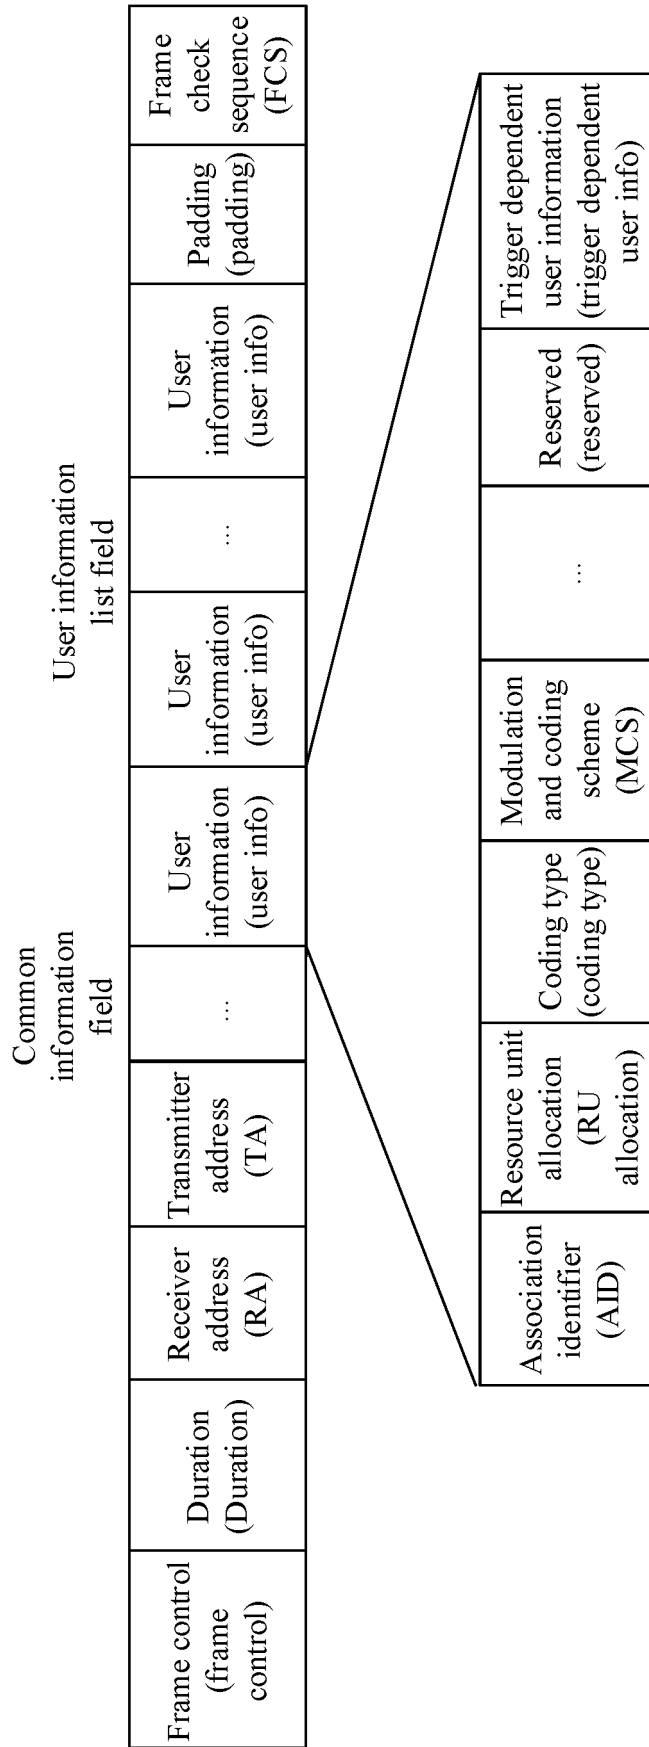 Common
information
field
User information
list field
Frame control
(frame
control)
Duration
(Duration)
Receiver
address
(RA)
Transmitter
address
(TA)
...
User
information
(user info)
User
information
(user info)
...
User
information
(user info)
Padding
(padding)
Frame
check
sequence
(FCS)
Association
identifier
(AID)
Resource unit
allocation
(RU
allocation)
Coding type
(coding type)
Modulation
and coding
scheme
(MCS)
...
Reserved
(reserved)
Trigger dependent
user information
(trigger dependent
user info)